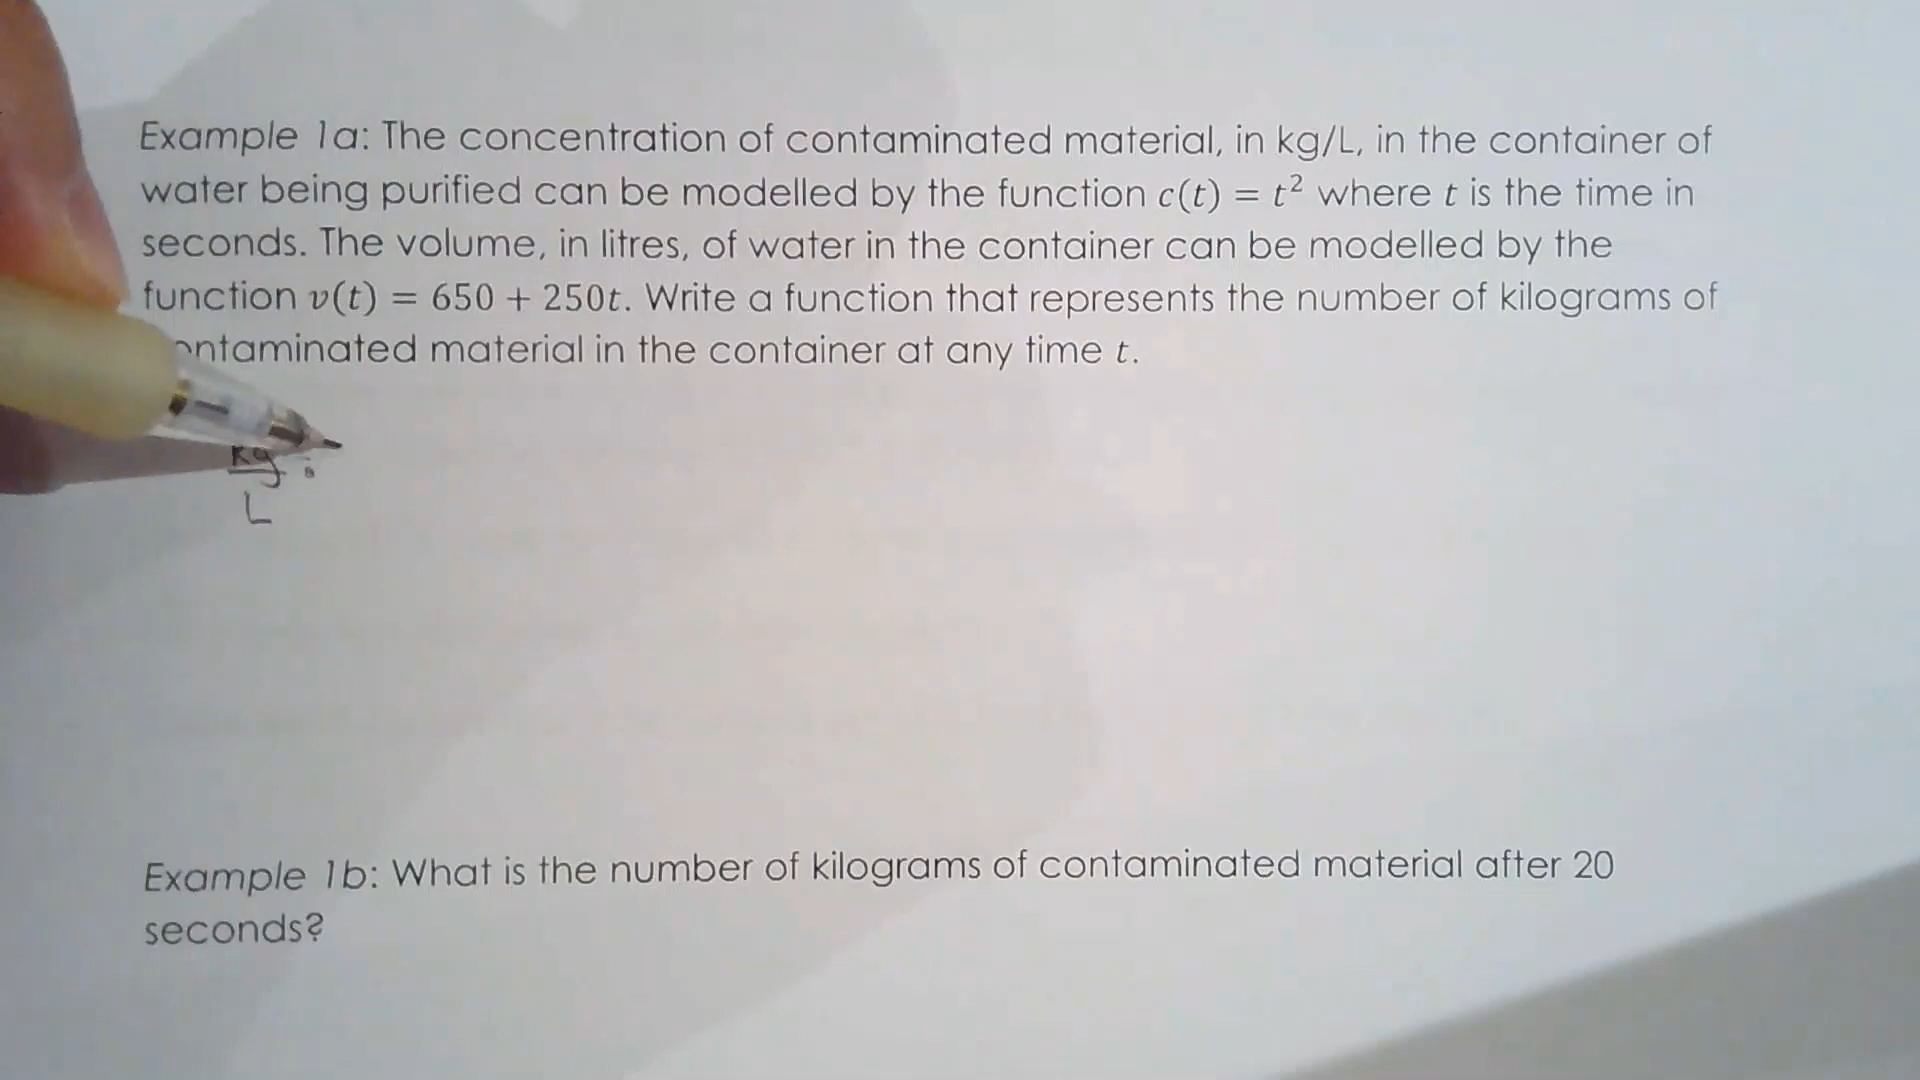 Example 1a: The concentration of contaminated material, in kg/L, in the container of
water being purified can be modelled by the function c(t) = t² where t is the time in
seconds. The volume, in litres, of water in the container can be modelled by the
function v(t) = 650 + 250t. Write a function that represents the number of kilograms of
ontaminated material in the container at any time t.
kg
L
Example 1b: What is the number of kilograms of contaminated material after 20
seconds?